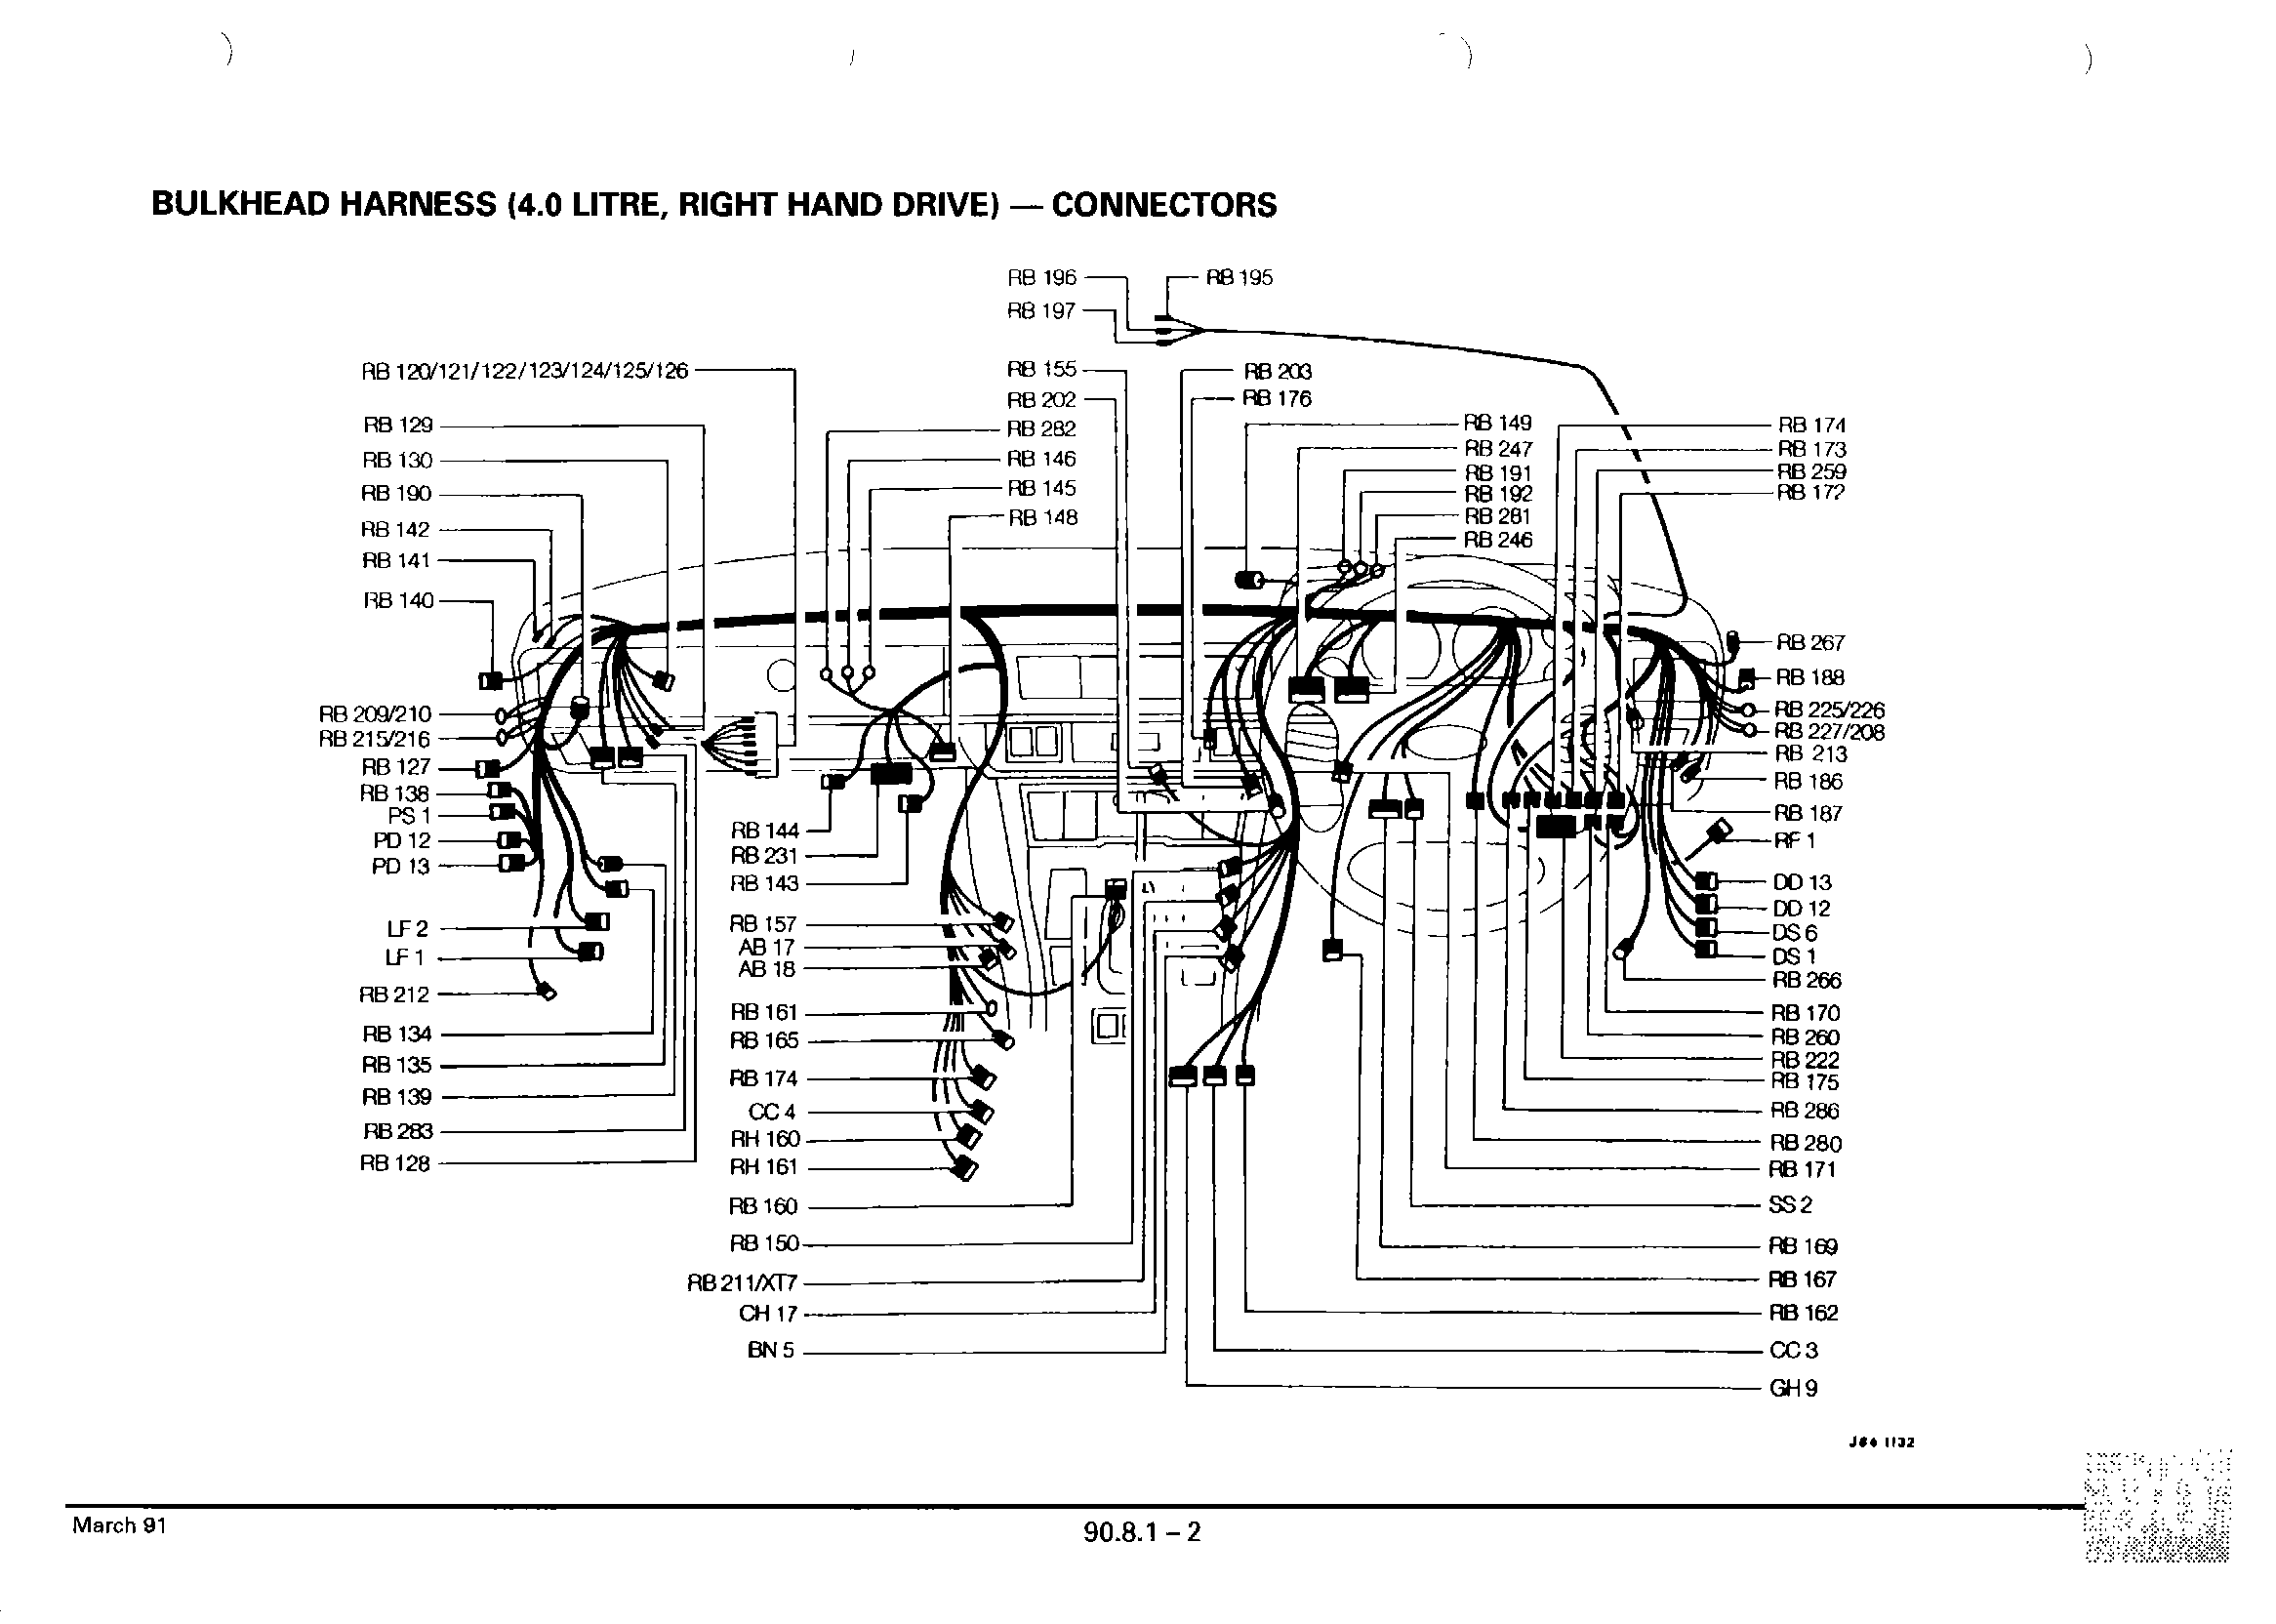 BULKHEAD HARNESS (4.0 LITRE, RIGHT HAND DRIVE) — CONNECTORS
RB 196
RB 195
RB 197
RB 120/121/122/123/124/125/126
RB 129
RB 130
RB 190
RB 142
RB 141
RB 140
RB 209/210
RB 215/216
RB 127
RB 138
PS 1
PD 12
PD 13
LF 2
LF 1
RB 212
RB 134
RB 135
RB 139
RB 283
RB 128
RB 155
RB 202
RB 282
RB 146
RB 145
RB 148
RB 203
RB 176
RB 144
RB 231
RB 143
RB 157
AB 17
AB 18
RB 161
RB 165
RB 174
CC 4
RH 160
RH 161
RB 160
RB 150
RB 211/XT7
CH 17
BN 5
RB 149
RB 247
RB 191
RB 192
RB 281
RB 246
RB 174
RB 173
RB 259
RB 172
RB 267
RB 188
RB 225/226
RB 227/208
RB 213
RB 186
RB 187
RF 1
DD 13
DD 12
DS 6
DS 1
RB 266
RB 170
RB 260
RB 222
RB 175
RB 286
RB 280
RB 171
SS 2
RB 169
RB 167
RB 162
CC 3
GH 9
March 91
90.8.1 – 2